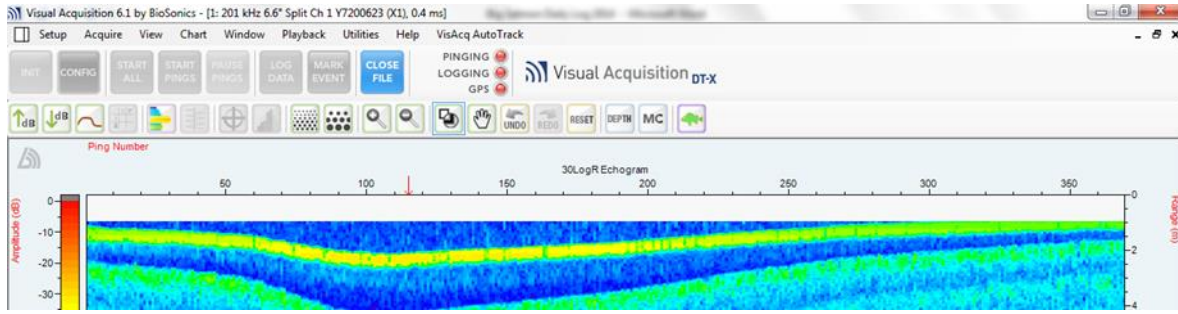 Visual Acquisition 6.1 by BioSonics - [1: 201 kHz 6.6° Split Ch 1 Y7200623 (X1), 0.4 ms]
Setup Acquire View Chart Window Playback Utilities Help VisAcq AutoTrack
INIT
CONFIG
START ALL
START PINGS
PAUSE PINGS
LOG DATA
MARK EVENT
CLOSE FILE
PINGING
LOGGING
GPS
Visual Acquisition DT-X
dB
dB
UNDO
REDO
RESET
DEPTH
MC
Ping Number
30LogR Echogram
50 100 150 200 250 300 350
Amplitude (dB)
0
-10
-20
-30
Range (m)
0
-2
-4